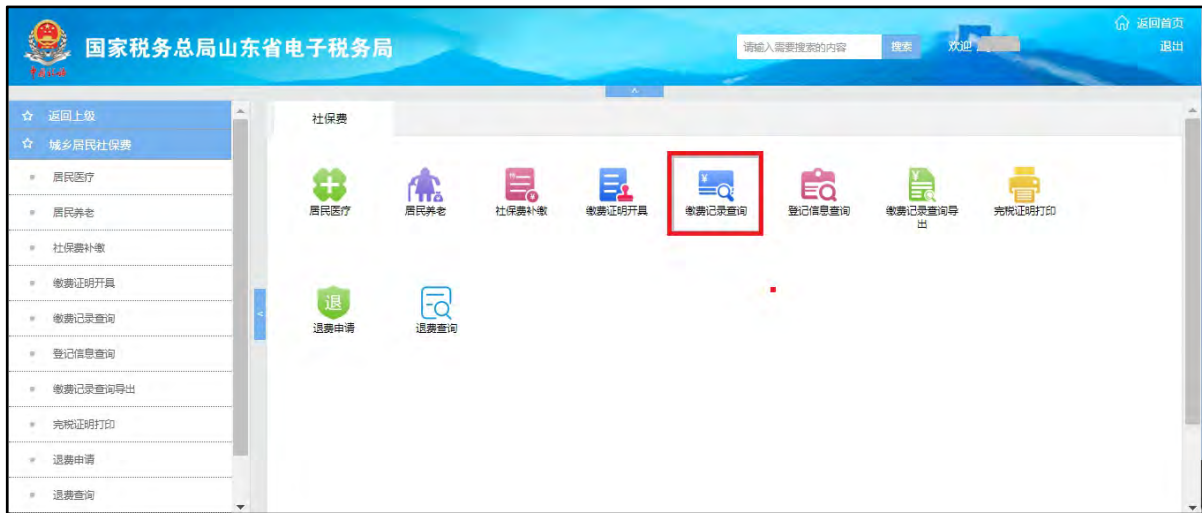 国家税务总局山东省电子税务局
请输入需要搜索的内容
搜索
欢迎
返回首页
退出
返回上级
城乡居民社保费
居民医疗
居民养老
社保费补缴
缴费证明开具
缴费记录查询
登记信息查询
缴费记录查询导出
完税证明打印
退费申请
退费查询
社保费
居民医疗
居民养老
社保费补缴
缴费证明开具
缴费记录查询
登记信息查询
缴费记录查询导
出
完税证明打印
退
退费申请
退费查询